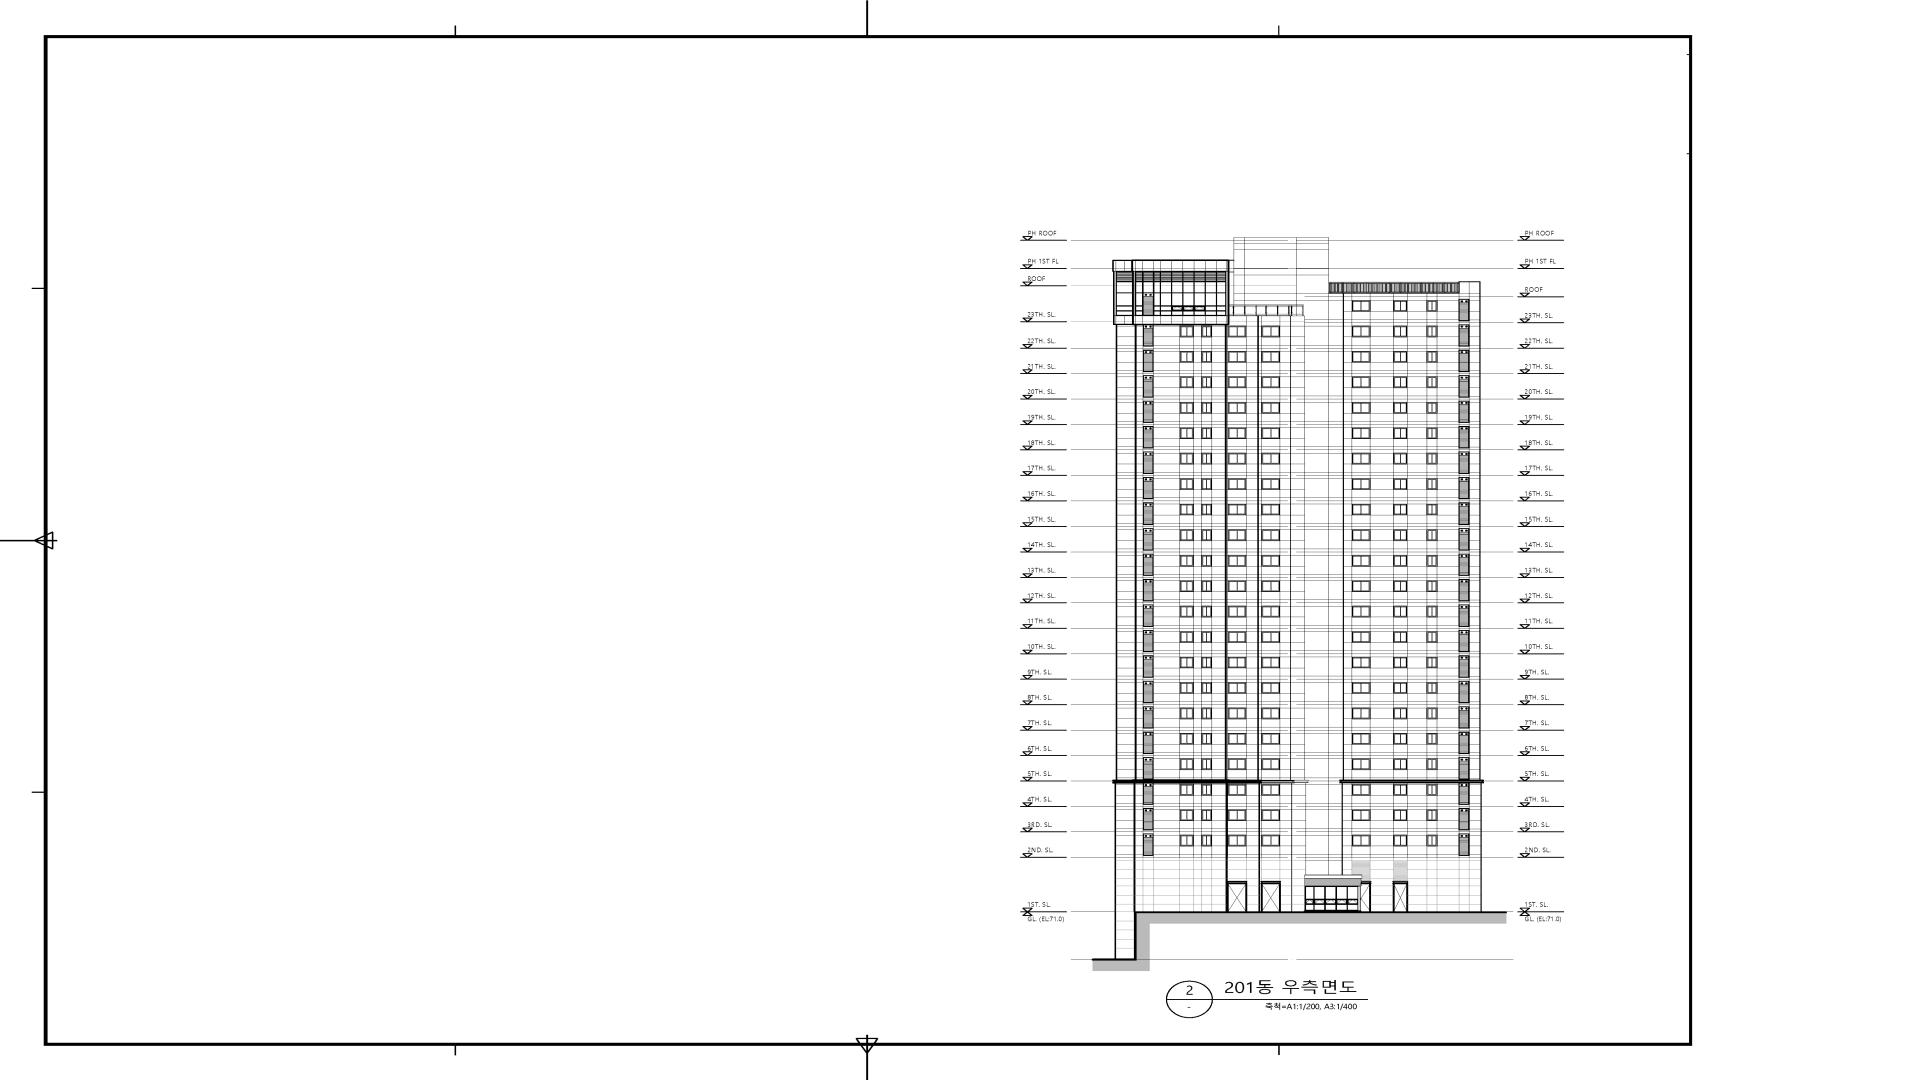 PH ROOF
PH 1ST FL
ROOF
23TH. SL.
22TH. SL.
21TH. SL.
20TH. SL.
19TH. SL.
18TH. SL.
17TH. SL.
16TH. SL.
15TH. SL.
14TH. SL.
13TH. SL.
12TH. SL.
11TH. SL.
10TH. SL.
9TH. SL.
8TH. SL.
7TH. SL.
6TH. SL.
5TH. SL.
4TH. SL.
3RD. SL.
2ND. SL.
1ST. SL.
GL. (EL:71.0)
PH ROOF
PH 1ST FL
ROOF
23TH. SL.
22TH. SL.
21TH. SL.
20TH. SL.
19TH. SL.
18TH. SL.
17TH. SL.
16TH. SL.
15TH. SL.
14TH. SL.
13TH. SL.
12TH. SL.
11TH. SL.
10TH. SL.
9TH. SL.
8TH. SL.
7TH. SL.
6TH. SL.
5TH. SL.
4TH. SL.
3RD. SL.
2ND. SL.
1ST. SL.
GL. (EL:71.0)
2
-
201동 우측면도
축척=A1:1/200, A3:1/400